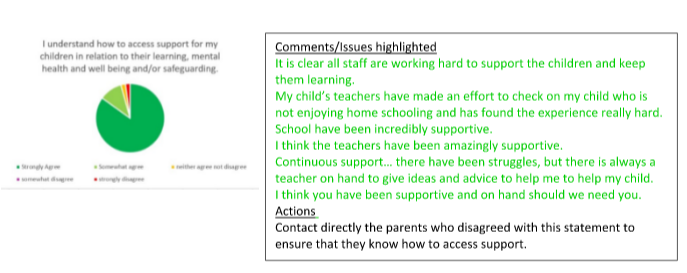 I understand how to access support for my
children in relation to their learning, mental
health and well being and/or safeguarding.
Strongly Agree
Somewhat agree
neither agree not disagree
somewhat disagree
strongly disagree
Comments/Issues highlighted
It is clear all staff are working hard to support the children and keep
them learning.
My child's teachers have made an effort to check on my child who is
not enjoying home schooling and has found the experience really hard.
School have been incredibly supportive.
I think the teachers have been amazingly supportive.
Continuous support... there have been struggles, but there is always a
teacher on hand to give ideas and advice to help me to help my child.
I think you have been supportive and on hand should we need you.
Actions
Contact directly the parents who disagreed with this statement to
ensure that they know how to access support.